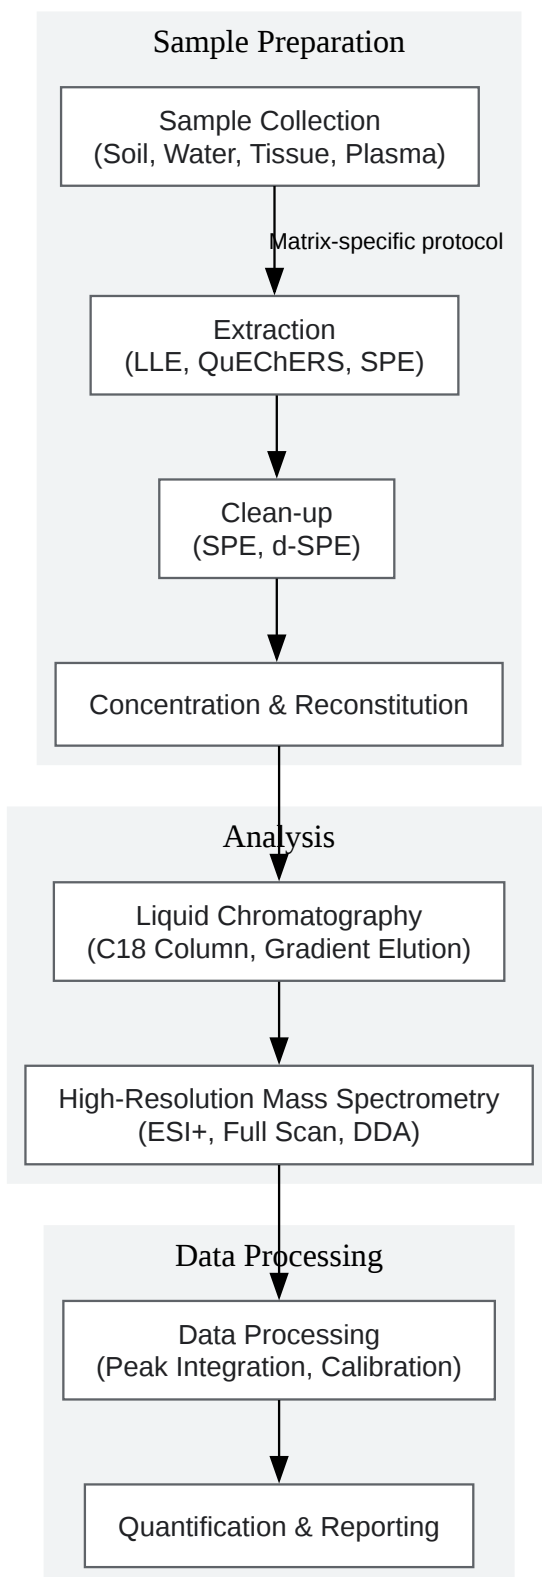 Sample Preparation
Sample Collection
(Soil, Water, Tissue, Plasma)
Matrix-specific protocol
Extraction
(LLE, QuEChERS, SPE)
Clean-up
(SPE, d-SPE)
Concentration & Reconstitution
Analysis
Liquid Chromatography
(C18 Column, Gradient Elution)
High-Resolution Mass Spectrometry
(ESI+, Full Scan, DDA)
Data Processing
Data Processing
(Peak Integration, Calibration)
Quantification & Reporting